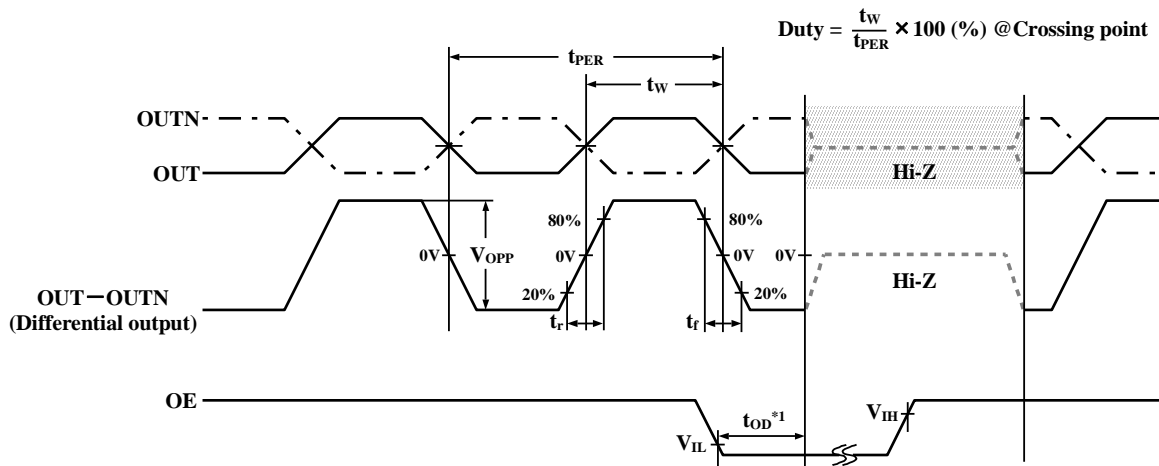 Duty = tW/tPER × 100 (%) @Crossing point
tPER
tW
OUTN
OUT
Hi-Z
80%
80%
VOPP
0V
0V
0V
0V
OUT－OUTN
(Differential output)
20%
20%
Hi-Z
tr
tf
OE
tOD*1
VIH
VIL